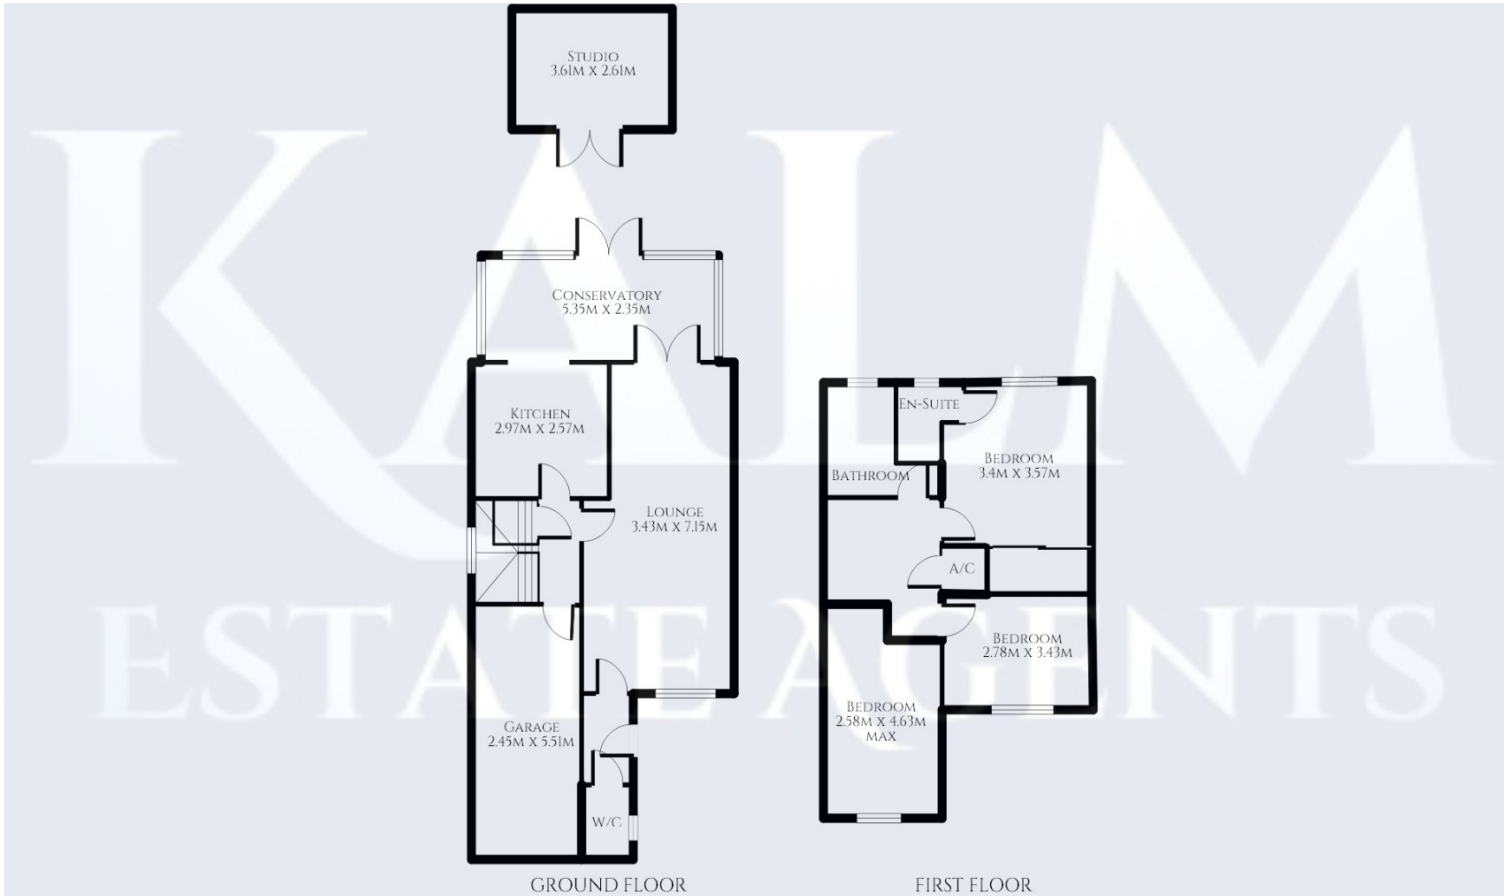 STUDIO
3.61M X 2.61M
CONSERVATORY
5.35M X 2.35M
KITCHEN
2.97M X 2.57M
LOUNGE
3.43M X 7.15M
GARAGE
2.45M X 5.51M
W/C
GROUND FLOOR
EN-SUITE
BEDROOM
3.4M X 3.57M
BATHROOM
A/C
BEDROOM
2.78M X 3.43M
BEDROOM
2.58M X 4.63M
MAX
FIRST FLOOR
KALM
ESTATE AGENTS